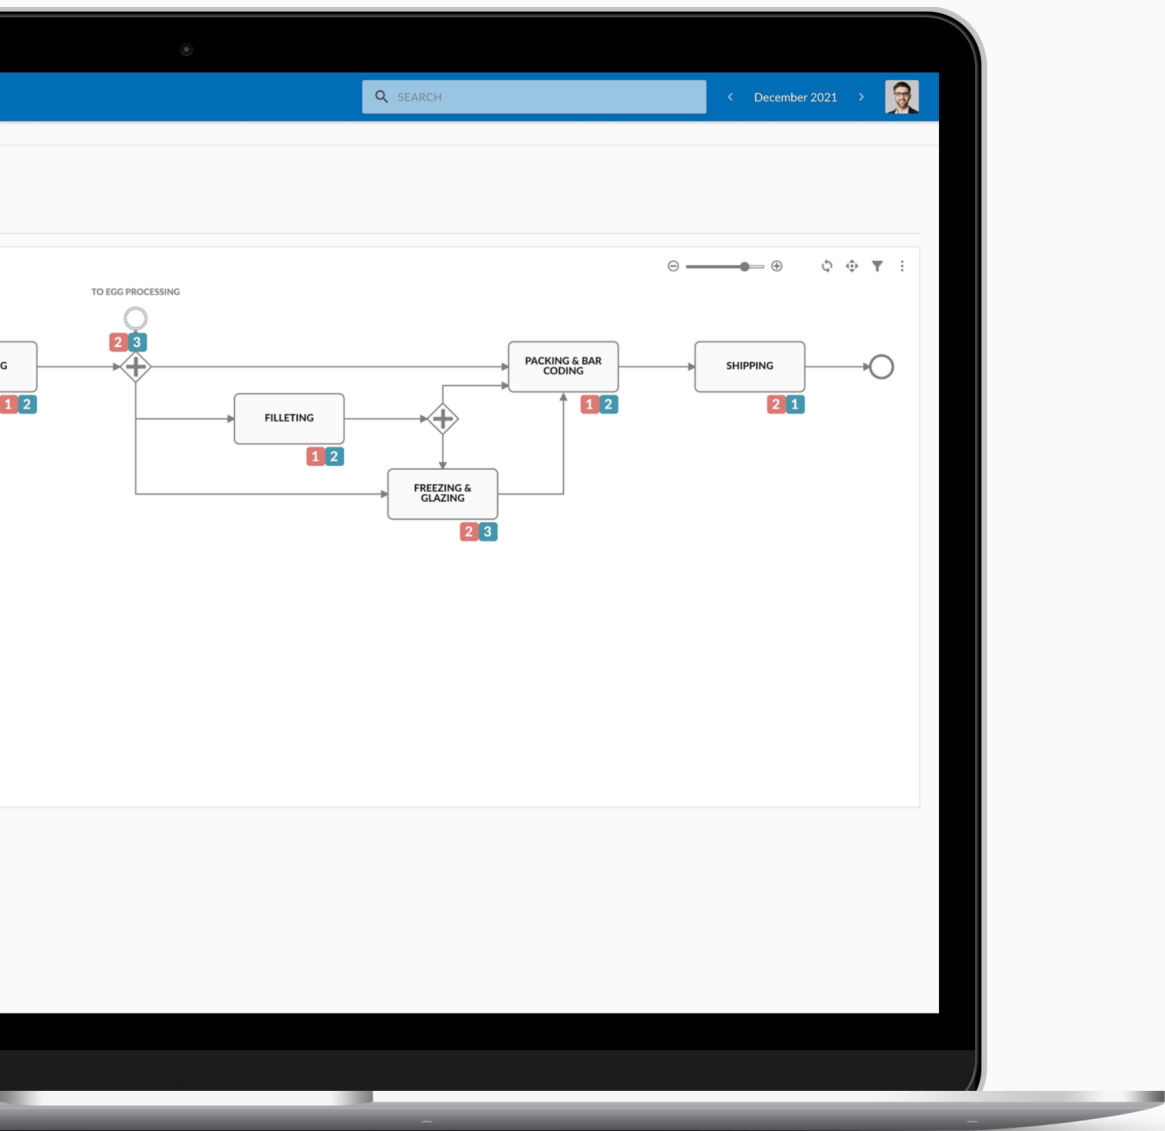 SEARCH
December 2021
TO EGG PROCESSING
2 3
G
1 2
PACKING & BAR
CODING
1 2
SHIPPING
2 1
FILLETING
1 2
FREEZING &
GLAZING
2 3